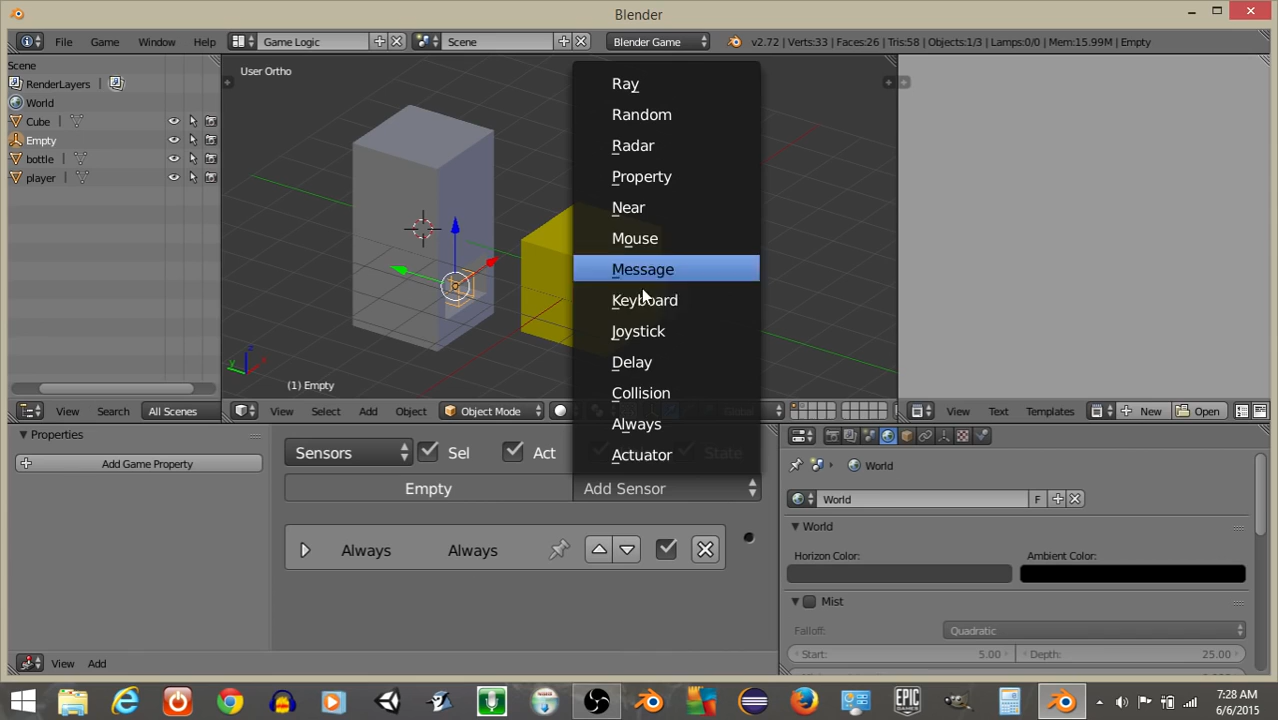 Blender
File Game Window Help Game Logic Scene Blender Game v2.72 | Verts:33 | Faces:26 | Tris:58 | Objects:1/3 | Lamps:0/0 | Mem:15.99M | Empty
Scene
RenderLayers
World
Cube
Empty
bottle
player
View Search All Scenes
User Ortho
(1) Empty
z
y
View Select Add Object Object Mode Global
Ray
Random
Radar
Property
Near
Mouse
Message
Keyboard
Joystick
Delay
Collision
Always
Actuator
View Text Templates New Open
Properties
Add Game Property
Sensors Sel Act State
Empty Add Sensor
Always Always
View Add
World
World F
World
Horizon Color: Ambient Color:
Mist
Falloff: Quadratic
Start: 5.00 Depth: 25.00
EPIC GAMES
7:28 AM
6/6/2015